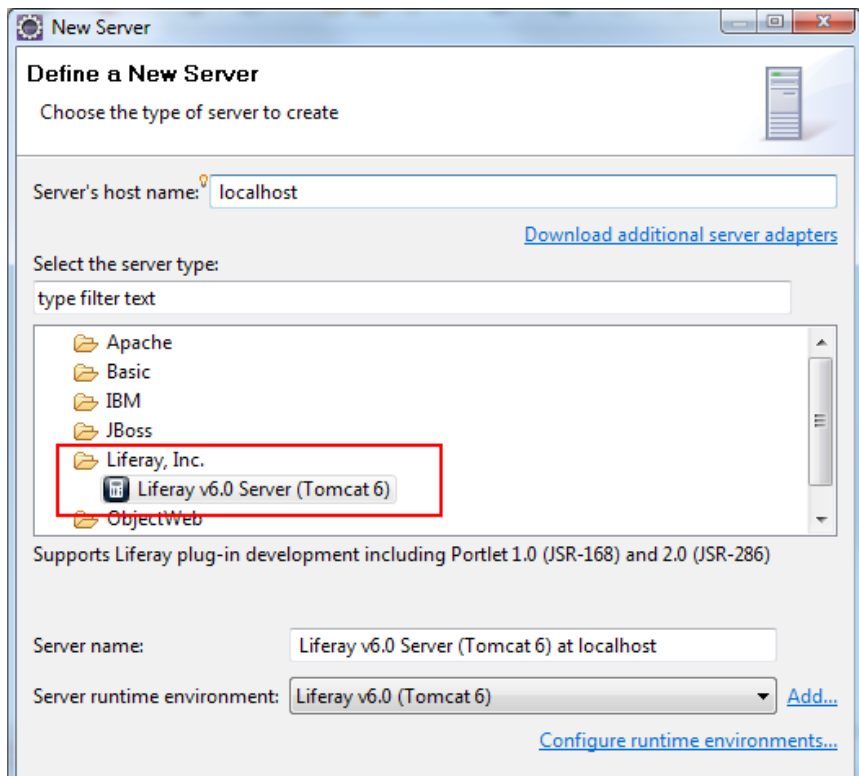 New Server
Define a New Server
Choose the type of server to create
Server's host name: localhost
Download additional server adapters
Select the server type:
type filter text
Apache
Basic
IBM
JBoss
Liferay, Inc.
Liferay v6.0 Server (Tomcat 6)
ObjectWeb
Supports Liferay plug-in development including Portlet 1.0 (JSR-168) and 2.0 (JSR-286)
Server name: Liferay v6.0 Server (Tomcat 6) at localhost
Server runtime environment: Liferay v6.0 (Tomcat 6) Add...
Configure runtime environments...